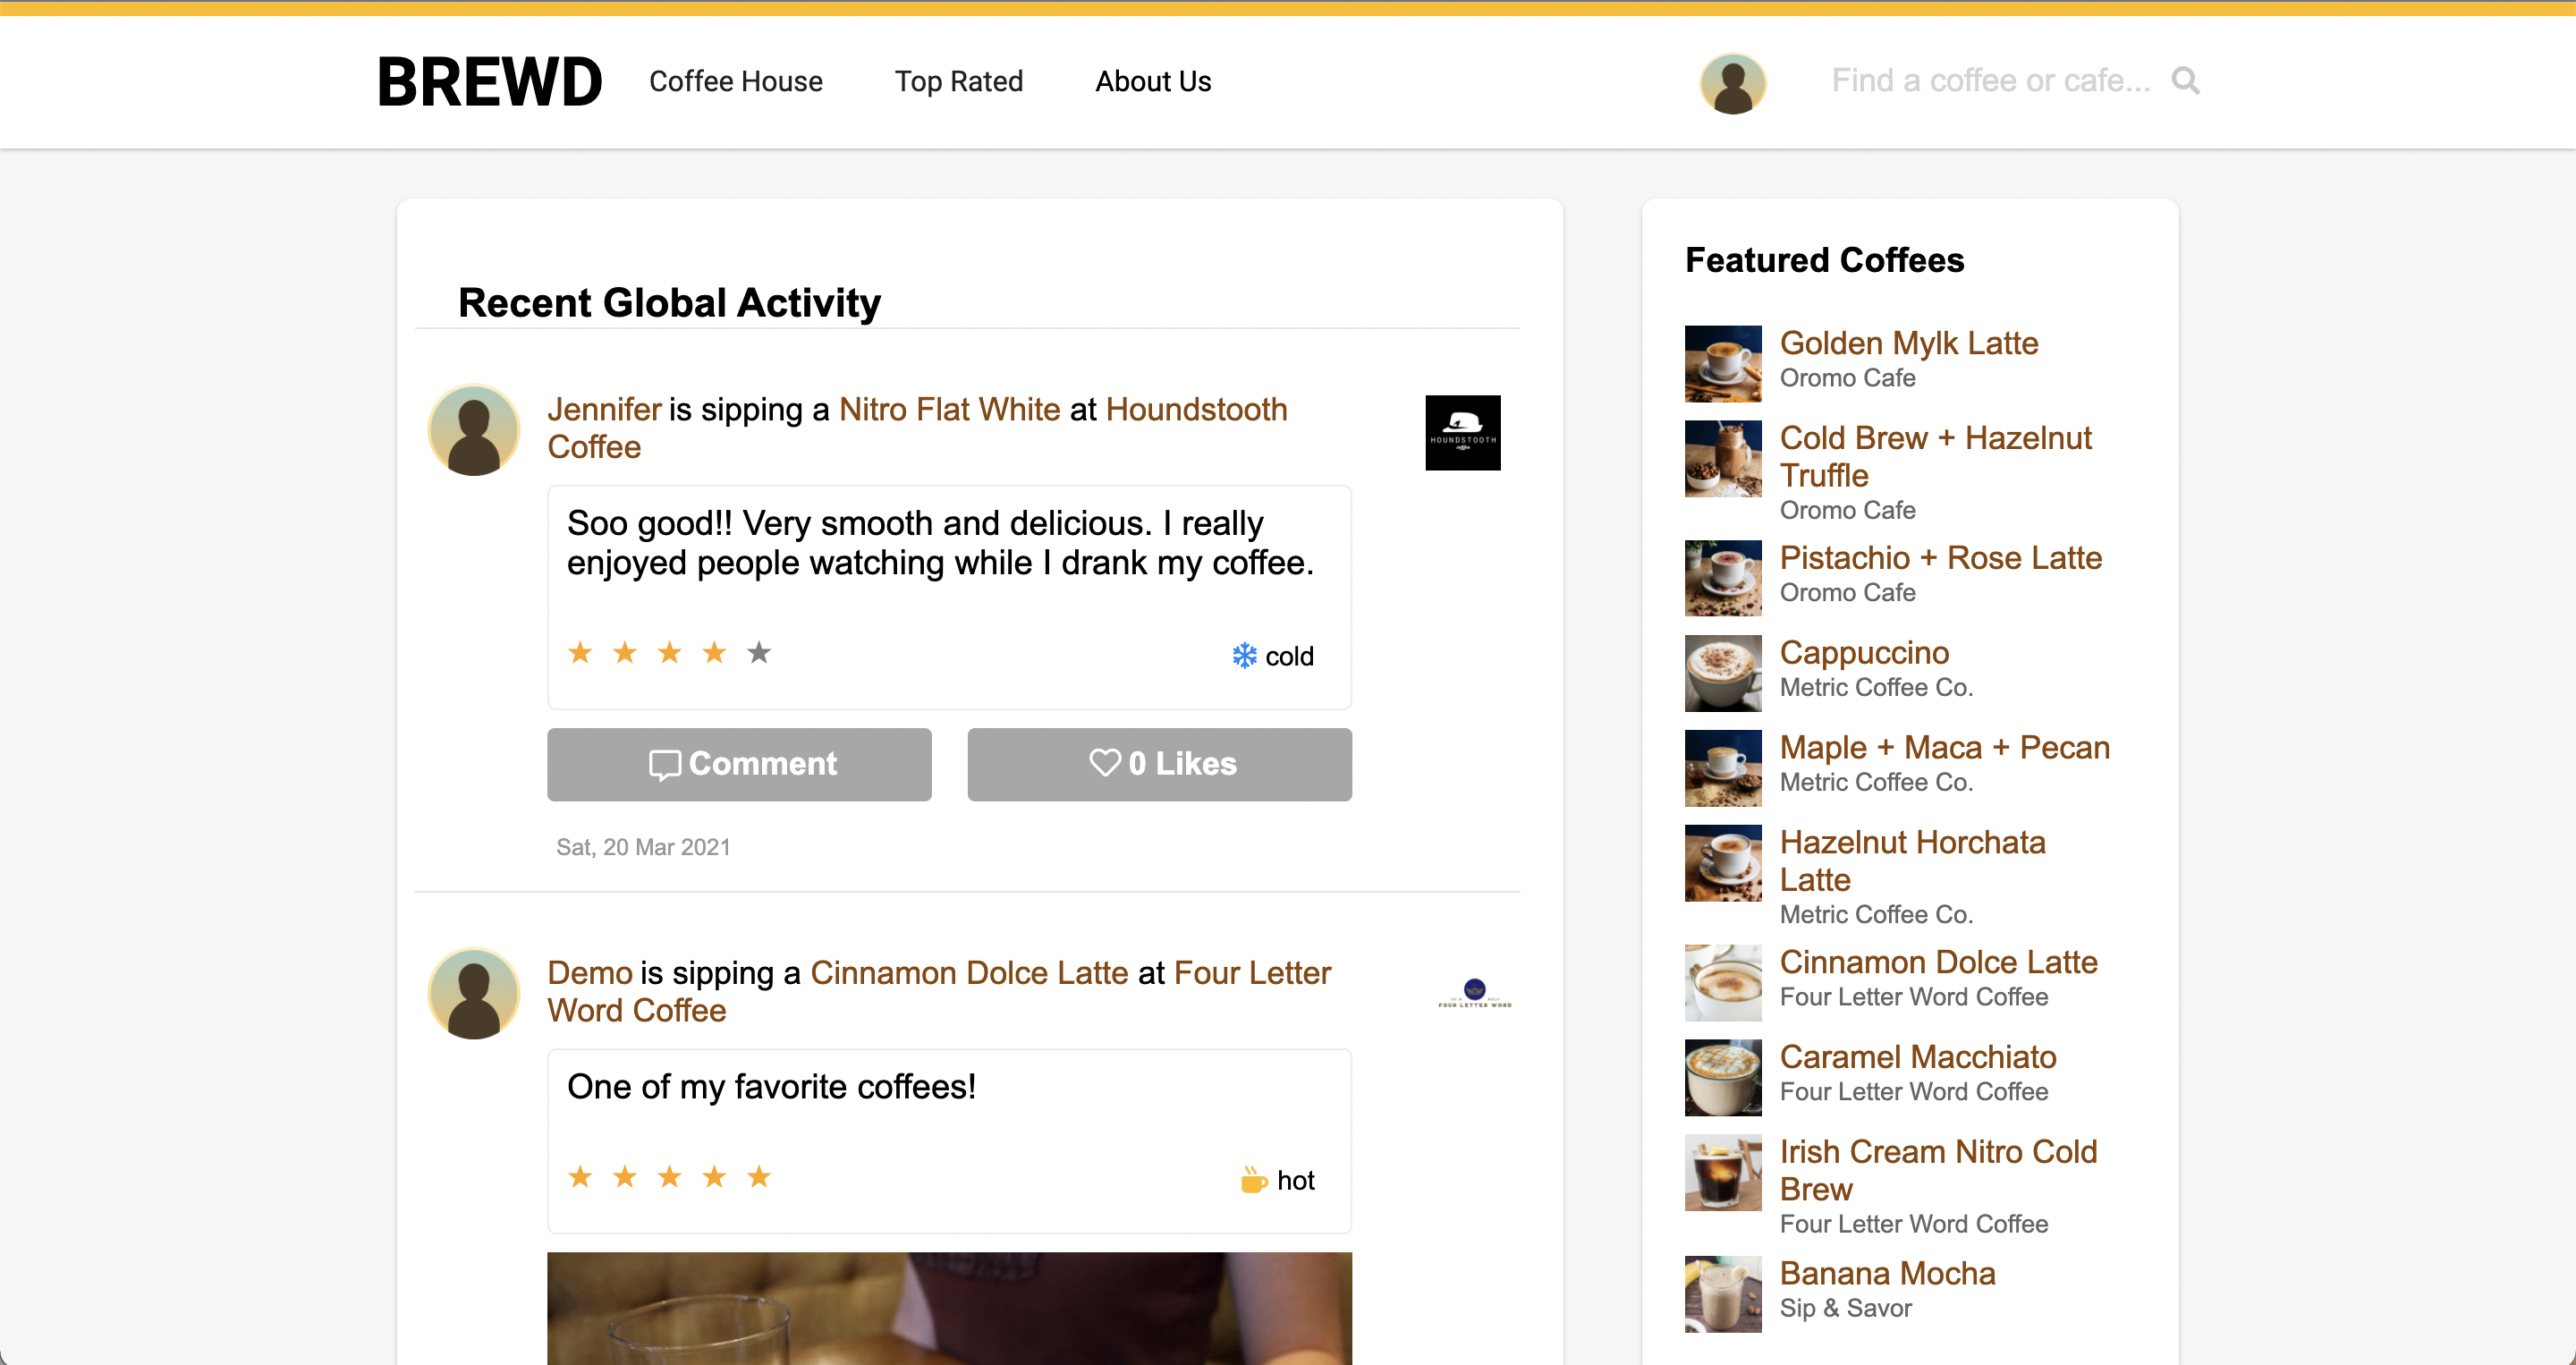 BREWD
Coffee House
Top Rated
About Us
Find a coffee or cafe...
Recent Global Activity
Jennifer is sipping a Nitro Flat White at Houndstooth
Coffee
HOUNDSTOOTH
coffee
Soo good!! Very smooth and delicious. I really
enjoyed people watching while I drank my coffee.
cold
Comment
0 Likes
Sat, 20 Mar 2021
Demo is sipping a Cinnamon Dolce Latte at Four Letter
Word Coffee
FOUR LETTER WORD
One of my favorite coffees!
hot
Featured Coffees
Golden Mylk Latte
Oromo Cafe
Cold Brew + Hazelnut
Truffle
Oromo Cafe
Pistachio + Rose Latte
Oromo Cafe
Cappuccino
Metric Coffee Co.
Maple + Maca + Pecan
Metric Coffee Co.
Hazelnut Horchata
Latte
Metric Coffee Co.
Cinnamon Dolce Latte
Four Letter Word Coffee
Caramel Macchiato
Four Letter Word Coffee
Irish Cream Nitro Cold
Brew
Four Letter Word Coffee
Banana Mocha
Sip & Savor